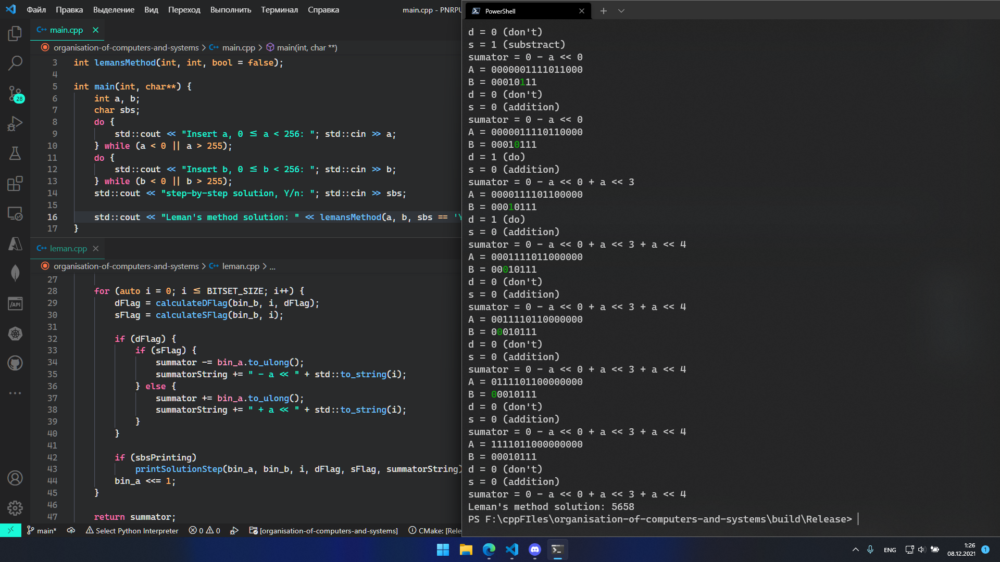 Файл Правка Выделение Вид Переход Выполнить Терминал Справка main.cpp - PNRPU
main.cpp
organisation-of-computers-and-systems > main.cpp > main(int, char **)
3 int lemansMethod(int, int, bool = false);
4
5 int main(int, char**) {
6 int a, b;
7 char sbs;
8 do {
9 std::cout << "Insert a, 0 ≤ a < 256: "; std::cin >> a;
10 } while (a < 0 || a > 255);
11 do {
12 std::cout << "Insert b, 0 ≤ b < 256: "; std::cin >> b;
13 } while (b < 0 || b > 255);
14 std::cout << "step-by-step solution, Y/n: "; std::cin >> sbs;
15
16 std::cout << "Leman's method solution: " << lemansMethod(a, b, sbs == 'Y
17 }
leman.cpp
organisation-of-computers-and-systems > leman.cpp > ...
27
28 for (auto i = 0; i ≤ BITSET_SIZE; i++) {
29 dFlag = calculateDFlag(bin_b, i, dFlag);
30 sFlag = calculateSFlag(bin_b, i);
31
32 if (dFlag) {
33 if (sFlag) {
34 summator -= bin_a.to_ulong();
35 summatorString += " - a << " + std::to_string(i);
36 } else {
37 summator += bin_a.to_ulong();
38 summatorString += " + a << " + std::to_string(i);
39 }
40 }
41
42 if (sbsPrinting)
43 printSolutionStep(bin_a, bin_b, i, dFlag, sFlag, summatorString)
44 bin_a <<= 1;
45 }
46
47 return summator;
28
/API
main* Select Python Interpreter 0 0 [organisation-of-computers-and-systems] CMake: [Rele
PowerShell
d = 0 (don't)
s = 1 (substract)
sumator = 0 - a << 0
A = 0000001111011000
B = 00010111
d = 0 (don't)
s = 0 (addition)
sumator = 0 - a << 0
A = 0000011110110000
B = 00010111
d = 1 (do)
s = 0 (addition)
sumator = 0 - a << 0 + a << 3
A = 0000111101100000
B = 00010111
d = 1 (do)
s = 0 (addition)
sumator = 0 - a << 0 + a << 3 + a << 4
A = 0001111011000000
B = 00010111
d = 0 (don't)
s = 0 (addition)
sumator = 0 - a << 0 + a << 3 + a << 4
A = 0011110110000000
B = 00010111
d = 0 (don't)
s = 0 (addition)
sumator = 0 - a << 0 + a << 3 + a << 4
A = 0111101100000000
B = 00010111
d = 0 (don't)
s = 0 (addition)
sumator = 0 - a << 0 + a << 3 + a << 4
A = 1111011000000000
B = 00010111
d = 0 (don't)
s = 0 (addition)
sumator = 0 - a << 0 + a << 3 + a << 4
Leman's method solution: 5658
PS F:\cppFIles\organisation-of-computers-and-systems\build\Release>
ENG
1:26
08.12.2021
1